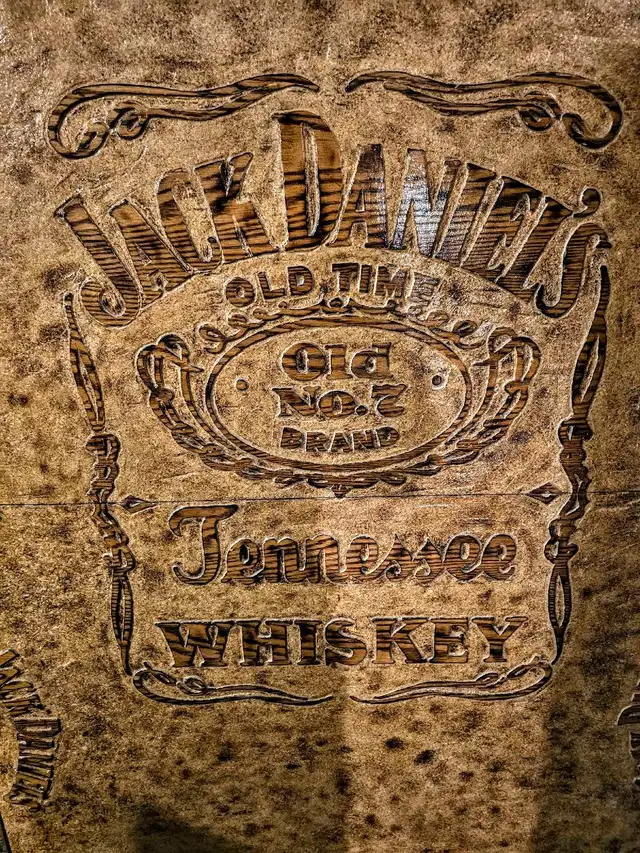 JACK DANIEL'S
OLD TIME
Old
NO. 7
BRAND
Tennessee
WHISKEY